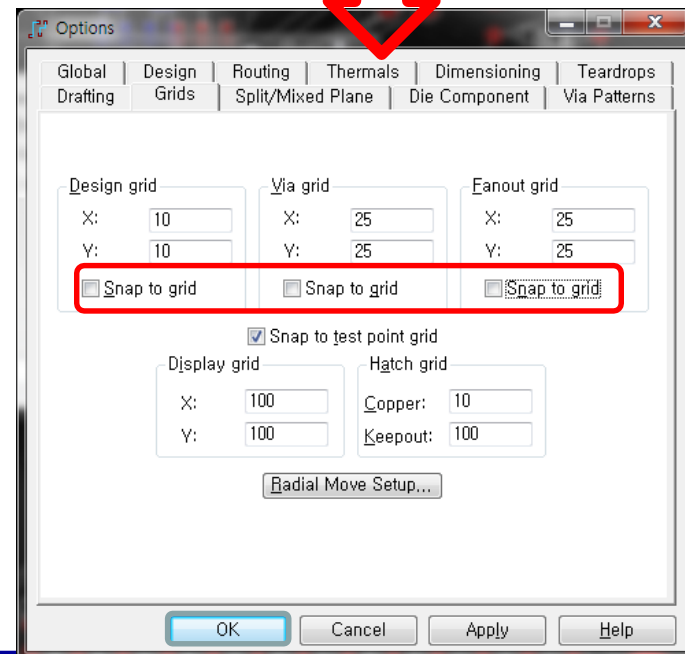 Options
Global Design Routing Thermals Dimensioning Teardrops
Drafting Grids Split/Mixed Plane Die Component Via Patterns
Design grid Via grid Fanout grid
X: 10 X: 25 X: 25
Y: 10 Y: 25 Y: 25
Snap to grid Snap to grid Snap to grid
Snap to test point grid
Display grid Hatch grid
X: 100 Copper: 10
Y: 100 Keepout: 100
Radial Move Setup,,,
OK Cancel Apply Help